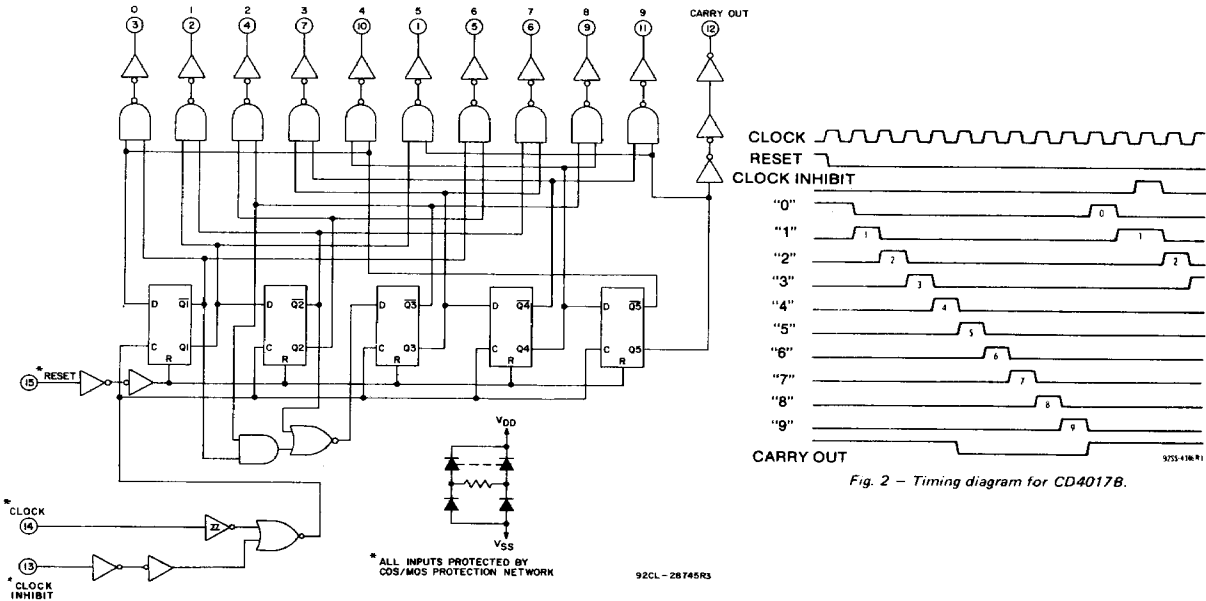 0 1 2 3 4 5 6 7 8 9 CARRY OUT
3 2 4 7 10 1 5 6 9 11 12
D Q1 D Q2 D Q3 D Q4 D Q5
C Q1 C Q2 C Q3 C Q4 C Q5
R R R R R
15 * RESET
VDD
* CLOCK
14
13
* CLOCK
INHIBIT
VSS
* ALL INPUTS PROTECTED BY
COS/MOS PROTECTION NETWORK
92CL-28745R3
CLOCK
RESET
CLOCK INHIBIT
"0" 0
"1" 1 1
"2" 2 2
"3" 3
"4" 4
"5" 5
"6" 6
"7" 7
"8" 8
"9" 9
CARRY OUT
Fig. 2 – Timing diagram for CD4017B.